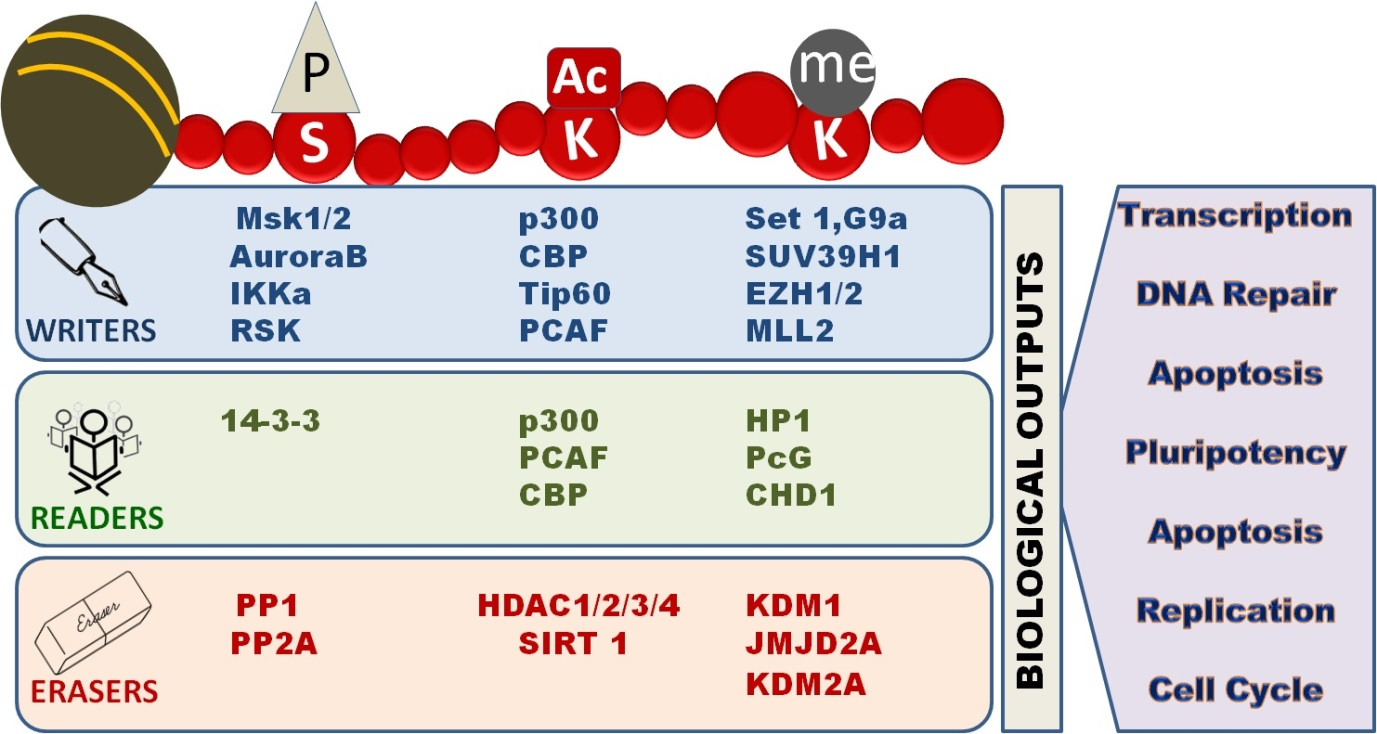 P
S
Ac
K
me
K
WRITERS
Msk1/2
AuroraB
IKKa
RSK
p300
CBP
Tip60
PCAF
Set 1,G9a
SUV39H1
EZH1/2
MLL2
READERS
14-3-3
p300
PCAF
CBP
HP1
PcG
CHD1
Eraser
ERASERS
PP1
PP2A
HDAC1/2/3/4
SIRT 1
KDM1
JMJD2A
KDM2A
BIOLOGICAL OUTPUTS
Transcription
DNA Repair
Apoptosis
Pluripotency
Apoptosis
Replication
Cell Cycle